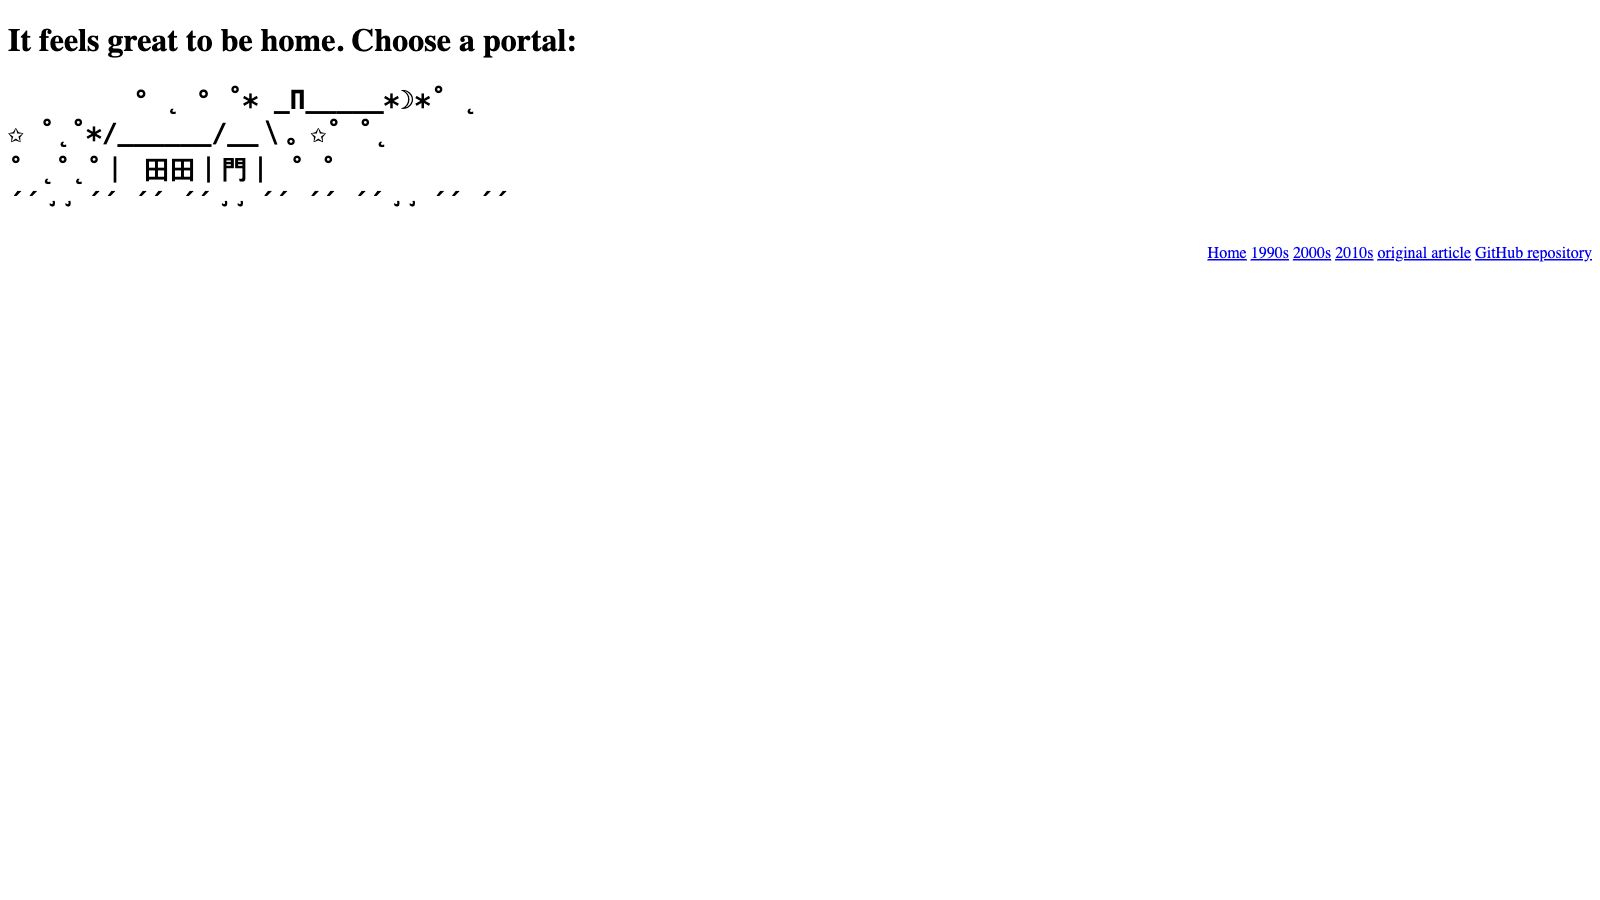 It feels great to be home. Choose a portal:
˚ ˛ ˚ ˚∗ _Π_____∗☽∗˚ ˛
✩ ˚˛˚∗/______/__\。✩˚ ˚˛
˚ ˛˚˛˚| 田田|門| ˚ ˚
´´¸¸´´ ´´ ´´¸¸ ´´ ´´ ´´¸¸ ´´ ´´
Home 1990s 2000s 2010s original article GitHub repository